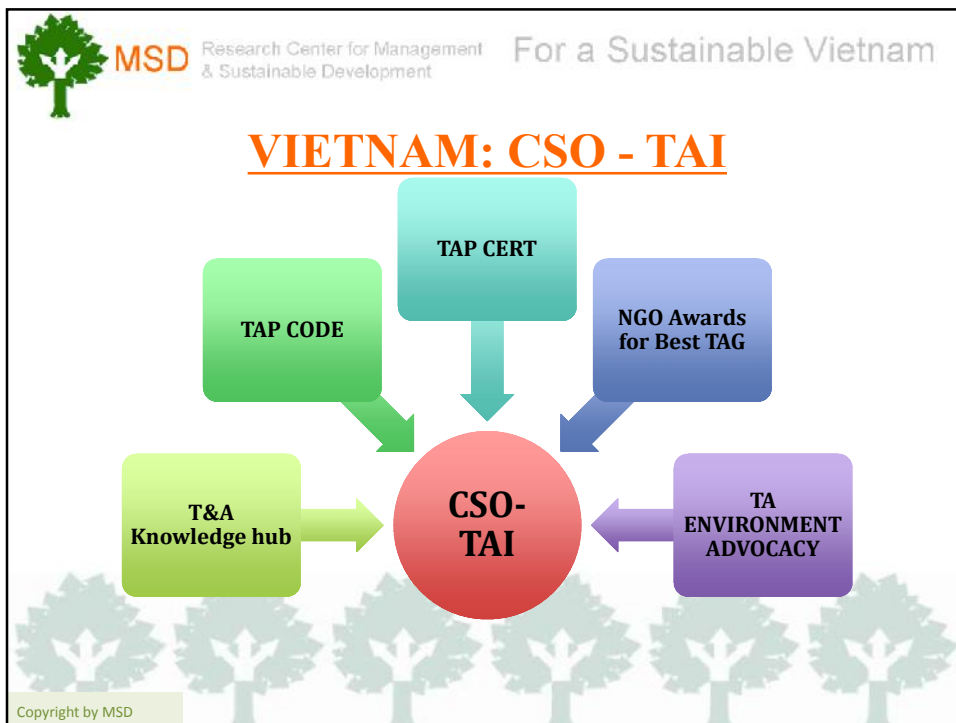 MSD
Research Center for Management
& Sustainable Development
For a Sustainable Vietnam
VIETNAM: CSO - TAI
TAP CERT
TAP CODE
NGO Awards
for Best TAG
T&A
Knowledge hub
CSO-
TAI
TA
ENVIRONMENT
ADVOCACY
Copyright by MSD